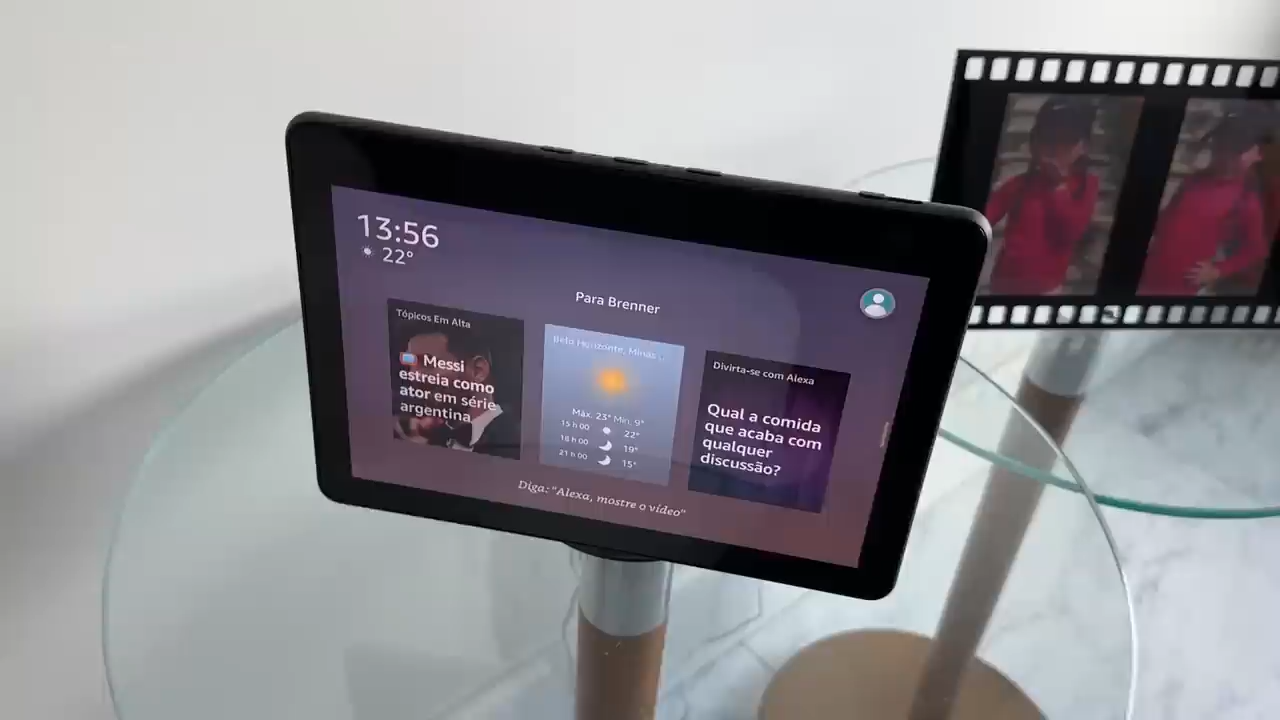 13:56
22°
Para Brenner
Tópicos Em Alta
Messi
estreia como
ator em série
argentina
Belo Horizonte, Minas ...
Máx. 23° Mín. 9°
15 h 00 22°
18 h 00 19°
21 h 00 15°
Divirta-se com Alexa
Qual a comida
que acaba com
qualquer
discussão?
Diga: "Alexa, mostre o vídeo"